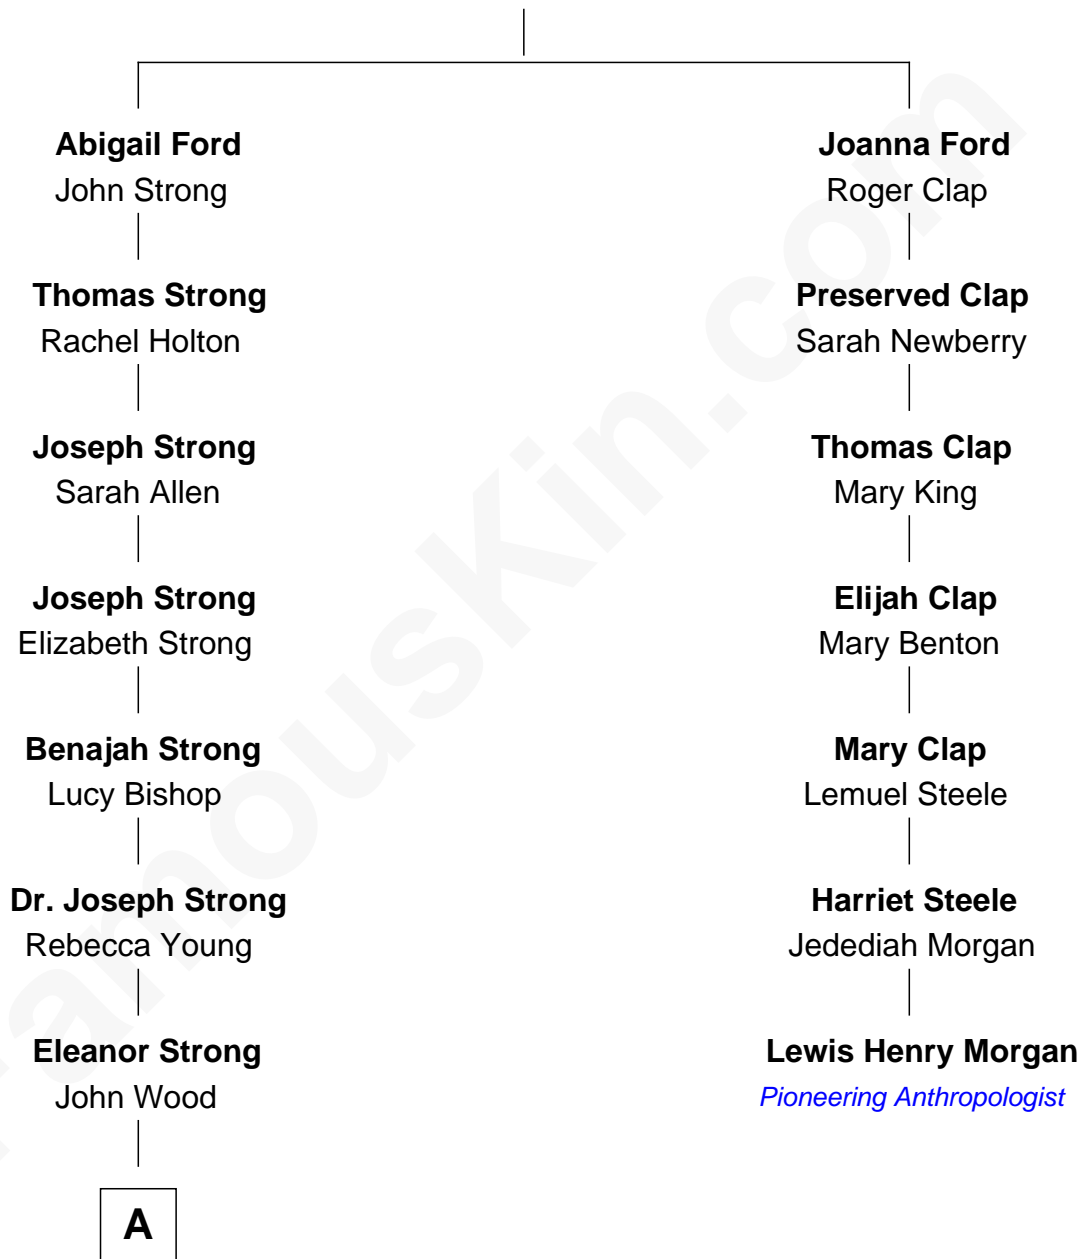 Abigail Ford
John Strong
Thomas Strong
Rachel Holton
Joseph Strong
Sarah Allen
Joseph Strong
Elizabeth Strong
Benajah Strong
Lucy Bishop
Dr. Joseph Strong
Rebecca Young
Eleanor Strong
John Wood
A
Joanna Ford
Roger Clap
Preserved Clap
Sarah Newberry
Thomas Clap
Mary King
Elijah Clap
Mary Benton
Mary Clap
Lemuel Steele
Harriet Steele
Jedediah Morgan
Lewis Henry Morgan
Pioneering Anthropologist
FamousKin.com